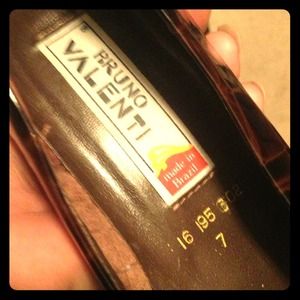 BRUNO
VALENTI
made in
Brazil
16 195 302
7